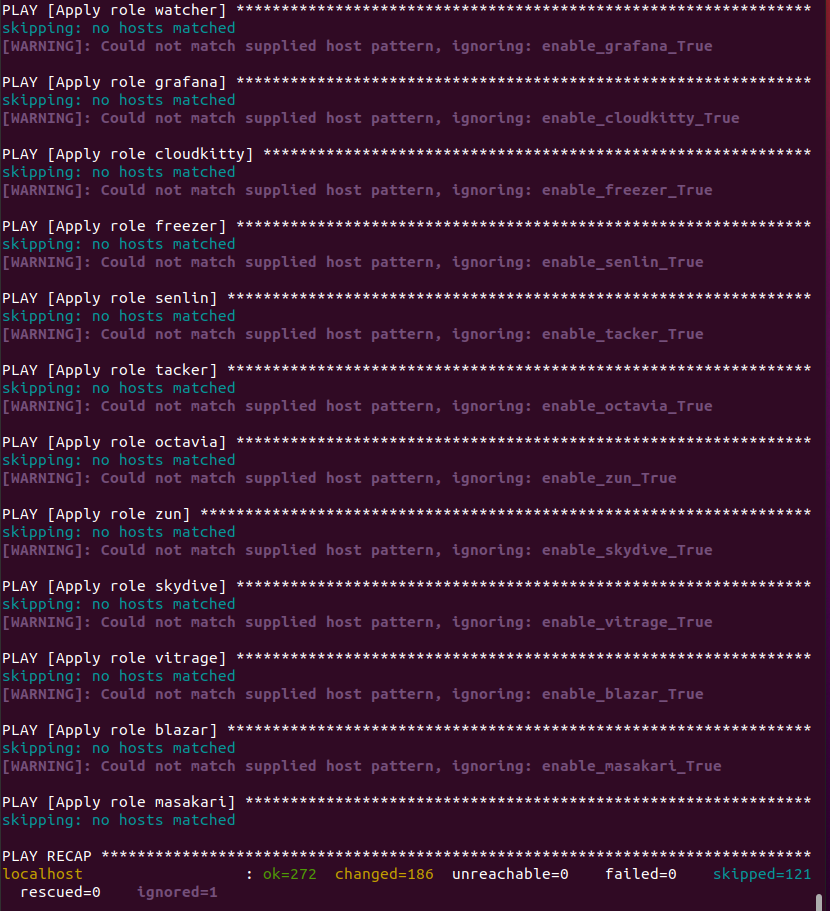 PLAY [Apply role watcher] ****************************************************************
skipping: no hosts matched
[WARNING]: Could not match supplied host pattern, ignoring: enable_grafana_True
PLAY [Apply role grafana] ****************************************************************
skipping: no hosts matched
[WARNING]: Could not match supplied host pattern, ignoring: enable_cloudkitty_True
PLAY [Apply role cloudkitty] *************************************************************
skipping: no hosts matched
[WARNING]: Could not match supplied host pattern, ignoring: enable_freezer_True
PLAY [Apply role freezer] ****************************************************************
skipping: no hosts matched
[WARNING]: Could not match supplied host pattern, ignoring: enable_senlin_True
PLAY [Apply role senlin] *****************************************************************
skipping: no hosts matched
[WARNING]: Could not match supplied host pattern, ignoring: enable_tacker_True
PLAY [Apply role tacker] *****************************************************************
skipping: no hosts matched
[WARNING]: Could not match supplied host pattern, ignoring: enable_octavia_True
PLAY [Apply role octavia] ****************************************************************
skipping: no hosts matched
[WARNING]: Could not match supplied host pattern, ignoring: enable_zun_True
PLAY [Apply role zun] ********************************************************************
skipping: no hosts matched
[WARNING]: Could not match supplied host pattern, ignoring: enable_skydive_True
PLAY [Apply role skydive] ****************************************************************
skipping: no hosts matched
[WARNING]: Could not match supplied host pattern, ignoring: enable_vitrage_True
PLAY [Apply role vitrage] ****************************************************************
skipping: no hosts matched
[WARNING]: Could not match supplied host pattern, ignoring: enable_blazar_True
PLAY [Apply role blazar] *****************************************************************
skipping: no hosts matched
[WARNING]: Could not match supplied host pattern, ignoring: enable_masakari_True
PLAY [Apply role masakari] ***************************************************************
skipping: no hosts matched
PLAY RECAP *******************************************************************************
localhost                  : ok=272  changed=186  unreachable=0    failed=0    skipped=121
  rescued=0    ignored=1